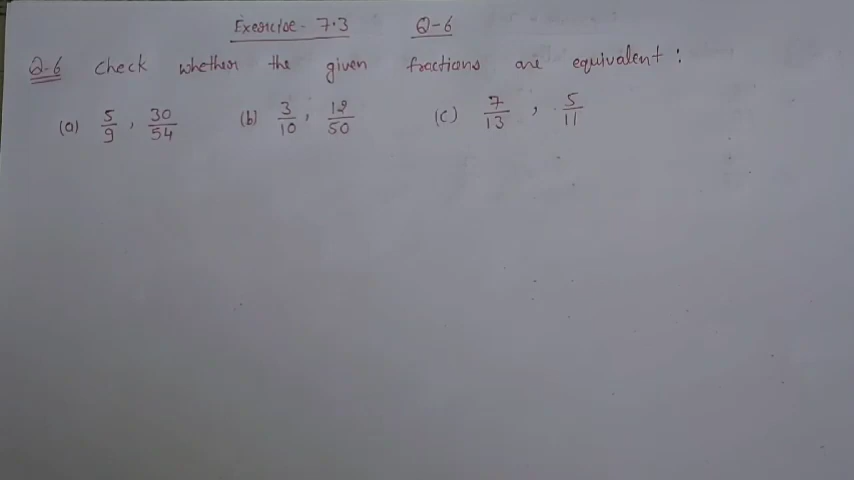 Exercise - 7.3 Q-6
Q-6 Check whether the given fractions are equivalent :
(a) 5/9 , 30/54 (b) 3/10 , 12/50 (c) 7/13 , 5/11